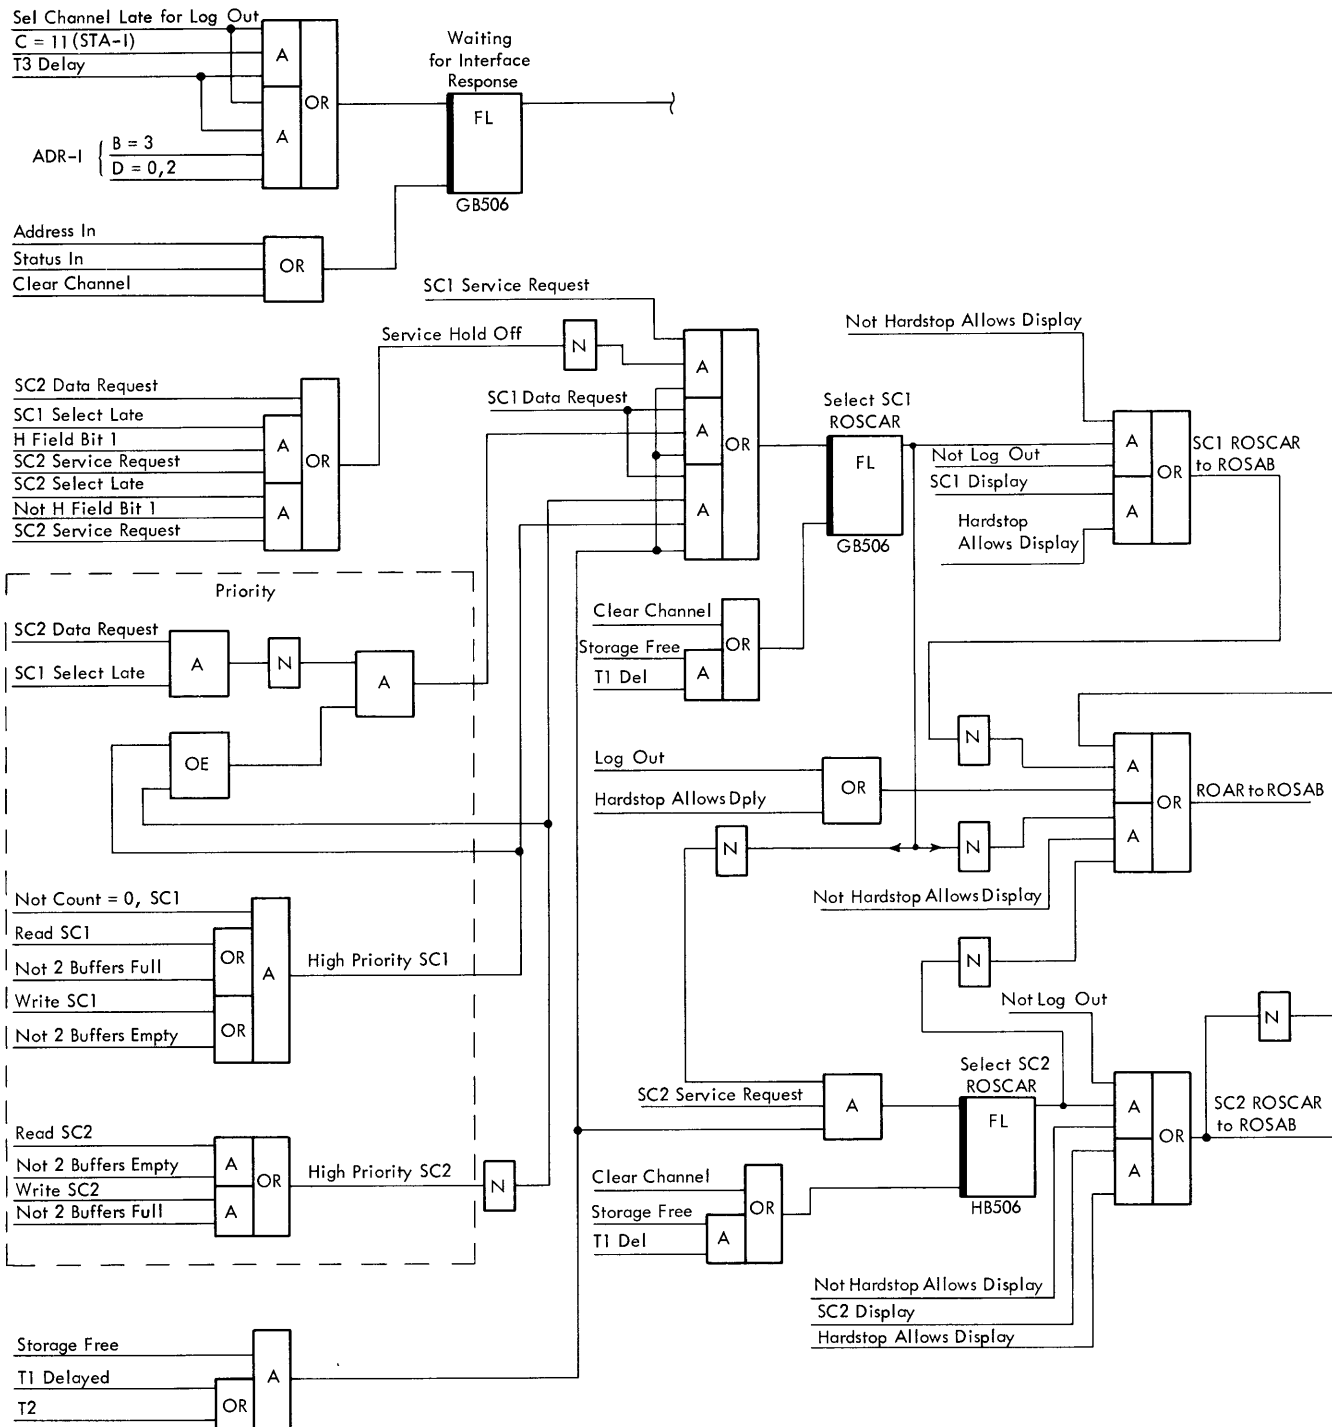 Sel Channel Late for Log Out
C = 11 (STA-I)
T3 Delay
A
OR
A
ADR-I
B = 3
D = 0,2
Waiting
for Interface
Response
FL
GB506
Address In
Status In
Clear Channel
OR
SC1 Service Request
Service Hold Off
N
SC2 Data Request
SC1 Select Late
H Field Bit 1
SC2 Service Request
SC2 Select Late
Not H Field Bit 1
SC2 Service Request
A
A
OR
SC1 Data Request
A
A
A
OR
Select SC1
ROSCAR
FL
GB506
Not Hardstop Allows Display
Not Log Out
SC1 Display
Hardstop
Allows Display
A
A
OR
SC1 ROSCAR
to ROSAB
Priority
SC2 Data Request
SC1 Select Late
A
N
A
OE
Clear Channel
Storage Free
T1 Del
A
OR
Log Out
Hardstop Allows Dply
OR
N
N
N
A
A
OR
ROAR to ROSAB
Not Hardstop Allows Display
N
Not Count = 0, SC1
Read SC1
Not 2 Buffers Full
Write SC1
Not 2 Buffers Empty
OR
OR
A
High Priority SC1
Not Log Out
N
SC2 Service Request
A
Select SC2
ROSCAR
FL
HB506
A
A
OR
SC2 ROSCAR
to ROSAB
Read SC2
Not 2 Buffers Empty
Write SC2
Not 2 Buffers Full
A
A
OR
High Priority SC2
N
Clear Channel
Storage Free
T1 Del
A
OR
Not Hardstop Allows Display
SC2 Display
Hardstop Allows Display
Storage Free
T1 Delayed
T2
OR
A